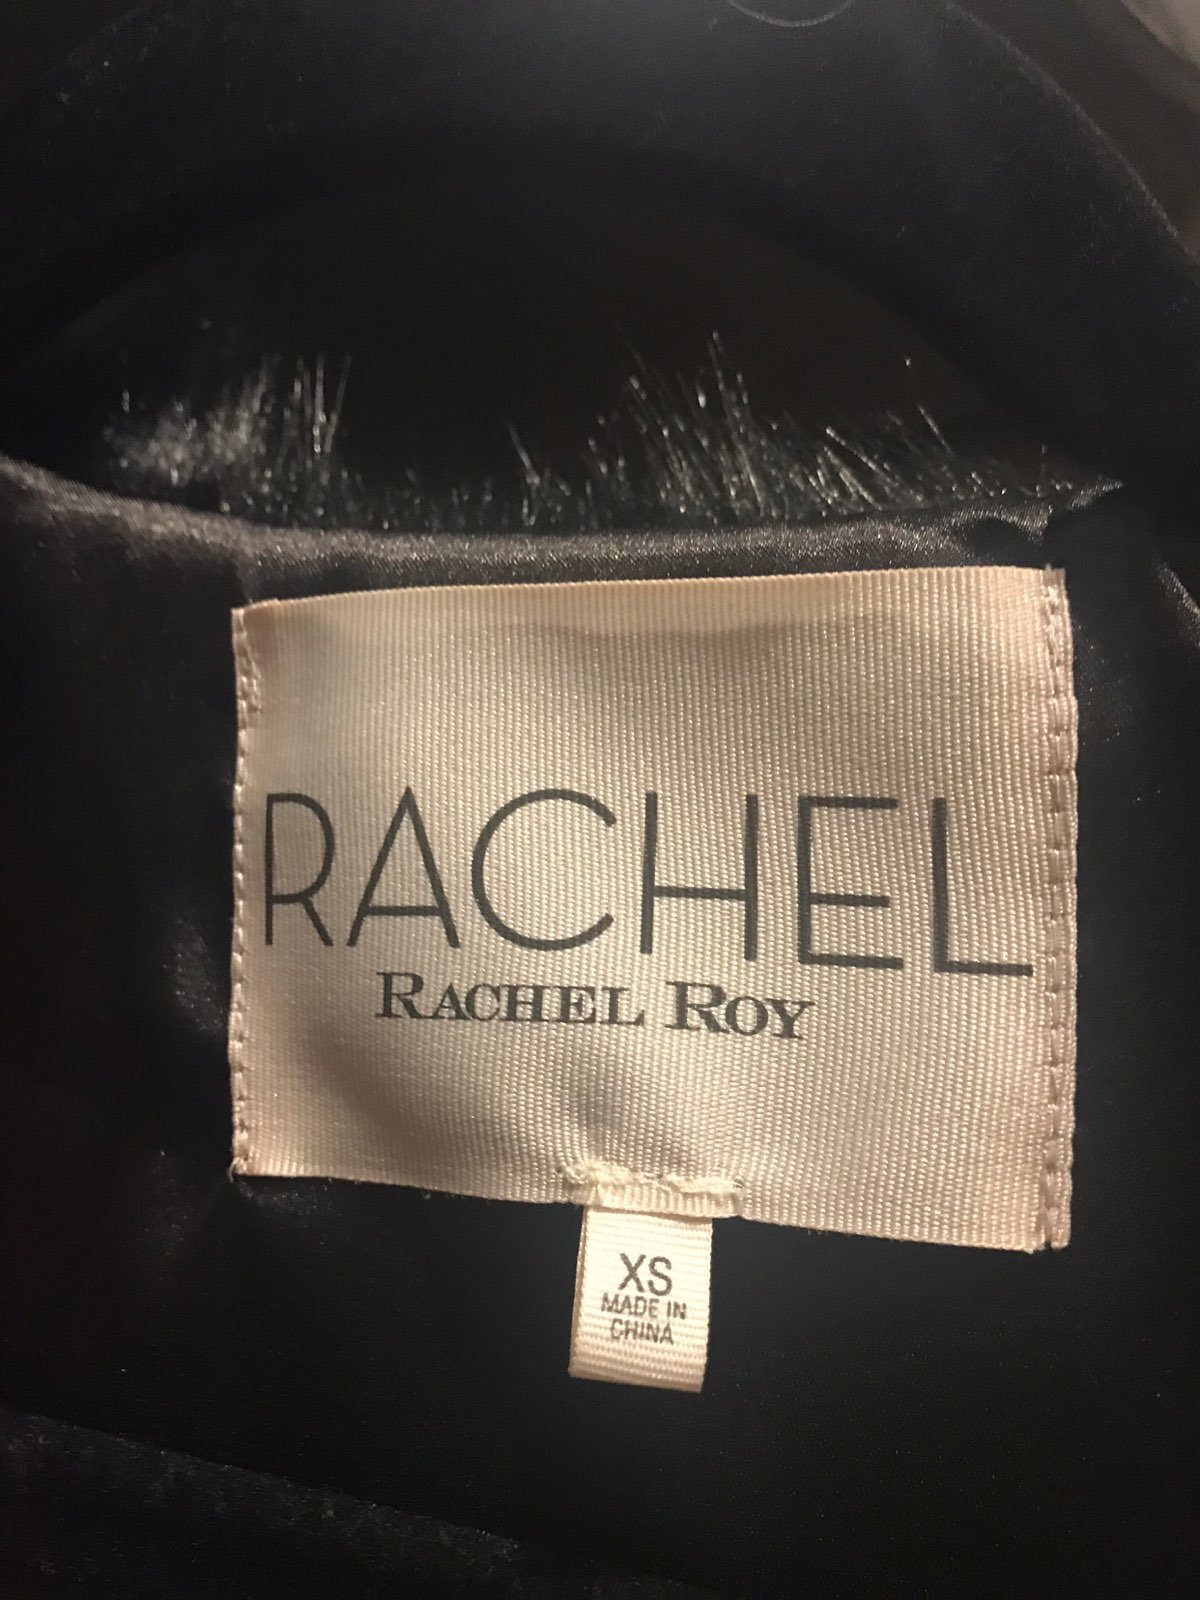 RACHEL
RACHEL ROY
XS
MADE IN
CHINA